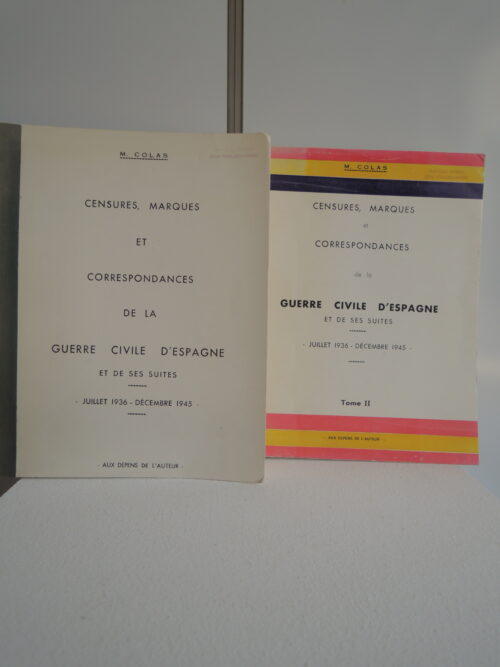 M. COLAS
CENSURES, MARQUES
ET
CORRESPONDANCES
DE LA
GUERRE CIVILE D'ESPAGNE
ET DE SES SUITES
- JUILLET 1936 - DÉCEMBRE 1945 -
- AUX DÉPENS DE L'AUTEUR -
M. COLAS
CENSURES, MARQUES
et
CORRESPONDANCES
de la
GUERRE CIVILE D'ESPAGNE
ET DE SES SUITES
- JUILLET 1936 - DÉCEMBRE 1945 -
Tome II
- AUX DÉPENS DE L'AUTEUR -